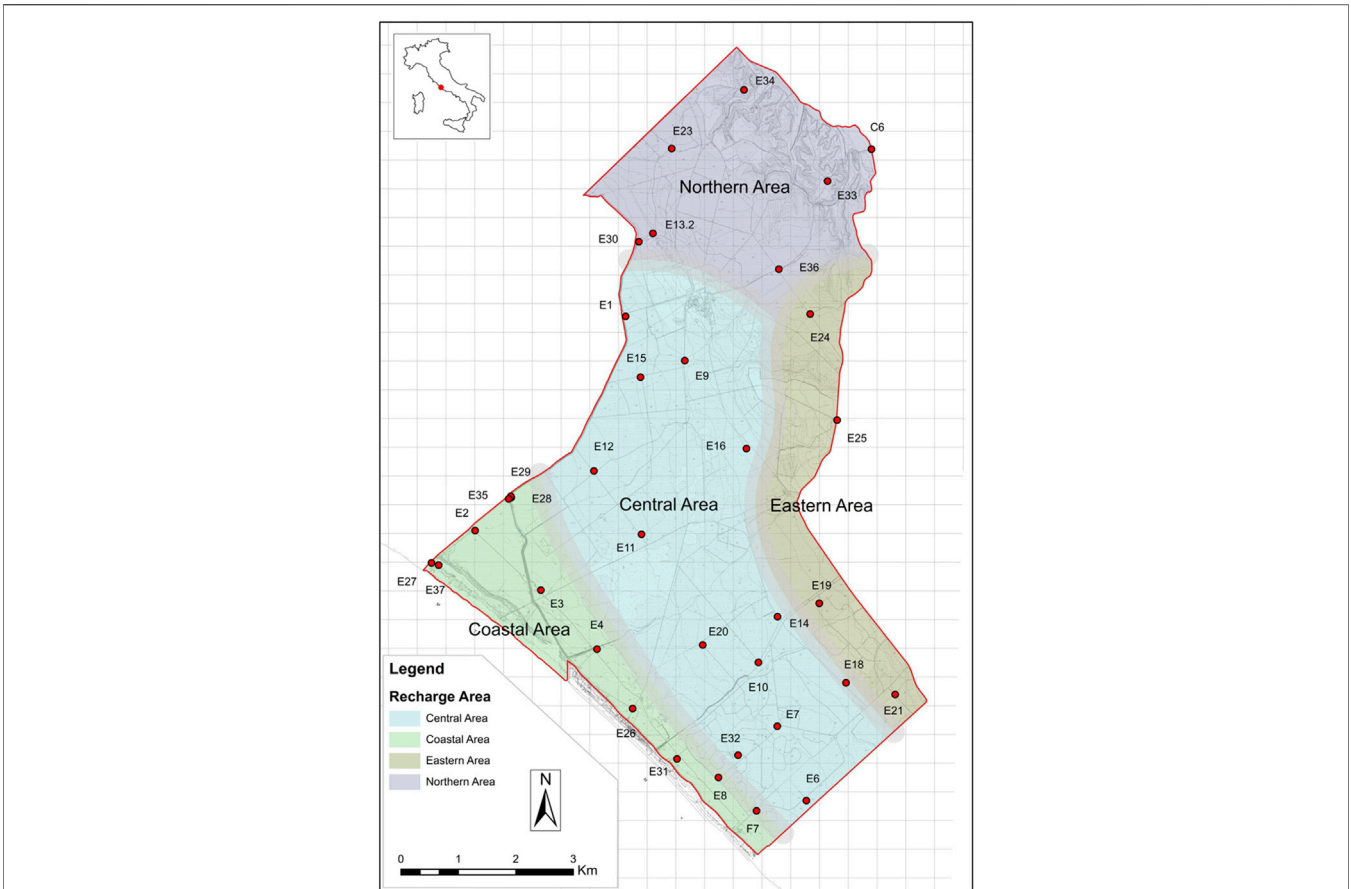 E34
C6
E23
Northern Area
E33
E13.2
E30
E36
E1
E24
E15
E9
E25
E16
E12
E29
E35
E28
Central Area
Eastern Area
E2
E11
E27
E37
E3
E19
E14
Coastal Area
E4
E20
E18
E10
E21
E7
E26
E32
E31
E6
E8
F7
Legend
Recharge Area
Central Area
Coastal Area
Eastern Area
Northern Area
N
0 1 2 3
Km